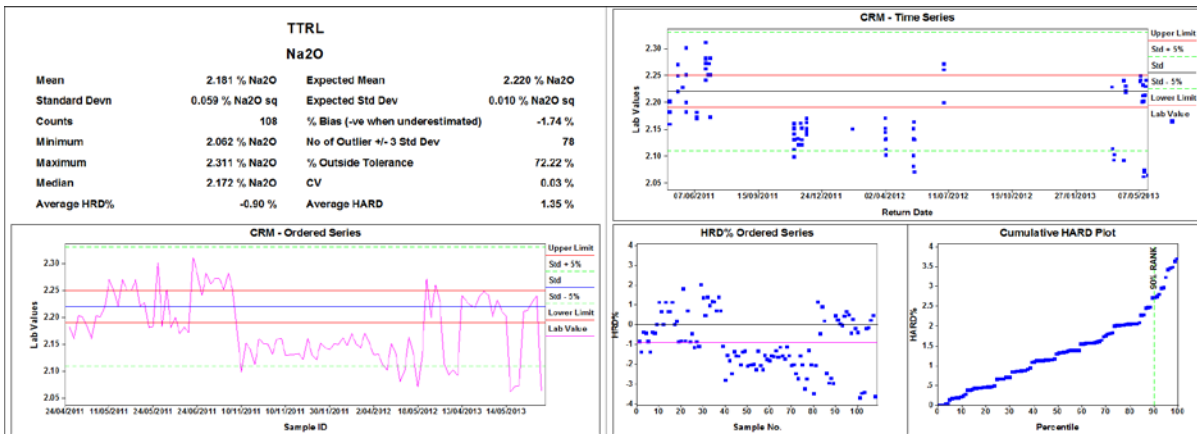 TTRL
Na2O
Mean 2.181 % Na2O Expected Mean 2.220 % Na2O
Standard Devn 0.059 % Na2O sq Expected Std Dev 0.010 % Na2O sq
Counts 108 % Bias (-ve when underestimated) -1.74 %
Minimum 2.062 % Na2O No of Outlier +/- 3 Std Dev 78
Maximum 2.311 % Na2O % Outside Tolerance 72.22 %
Median 2.172 % Na2O CV 0.03 %
Average HRD% -0.90 % Average HARD 1.35 %
CRM - Time Series
Lab Values
2.30
2.25
2.20
2.15
2.10
2.05
07/06/2011 15/09/2011 24/12/2011 02/04/2012 11/07/2012 19/10/2012 27/01/2013 07/05/2013
Return Date
Upper Limit
Std + 5%
Std
Std - 5%
Lower Limit
Lab Value
CRM - Ordered Series
Lab Values
2.30
2.25
2.20
2.15
2.10
2.05
24/04/2011 24/05/2011 24/06/2011 10/11/2011 10/11/2011 30/11/2011 20/04/2012 18/05/2012 13/04/2013 14/05/2013
Sample ID
Upper Limit
Std + 5%
Std
Std - 5%
Lower Limit
Lab Value
HRD% Ordered Series
HRD%
4
3
2
1
0
-1
-2
-3
-4
0 10 20 30 40 50 60 70 80 90 100
Sample No.
Cumulative HARD Plot
HARD%
4
3.5
3
2.5
2
1.5
1
.5
0
0 10 20 30 40 50 60 70 80 90 100
Percentile
90% RANK